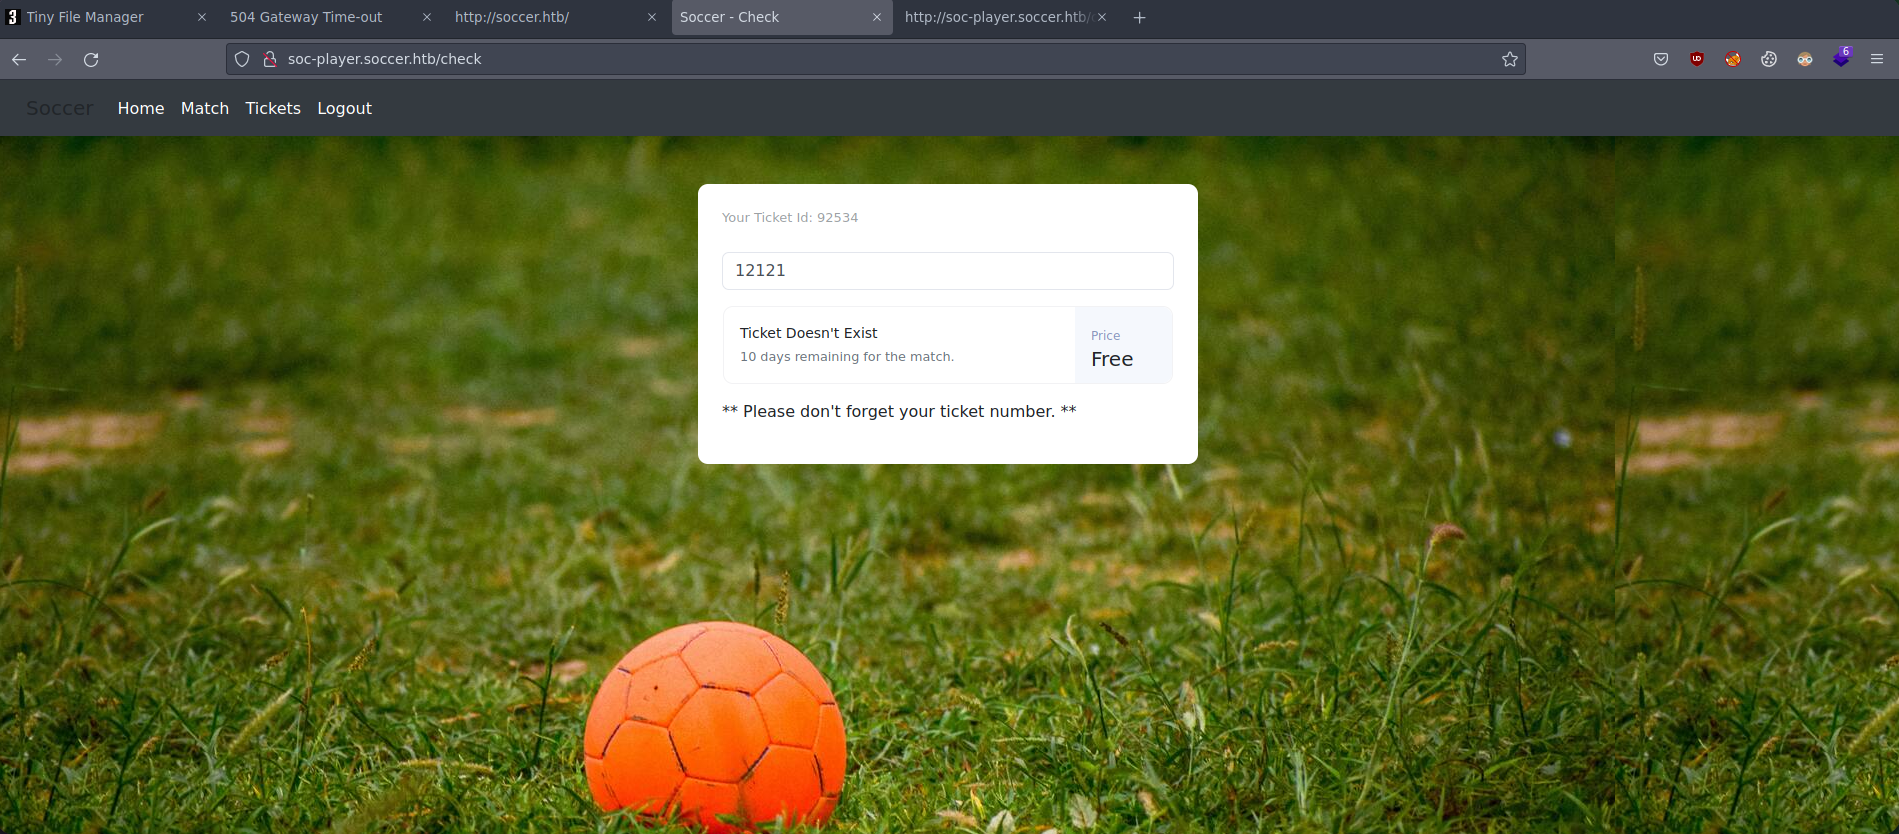 Tiny File Manager
504 Gateway Time-out
http://soccer.htb/
Soccer - Check
http://soc-player.soccer.htb/
soc-player.soccer.htb/check
6
Soccer
Home
Match
Tickets
Logout
Your Ticket Id: 92534
12121
Ticket Doesn't Exist
10 days remaining for the match.
Price
Free
** Please don't forget your ticket number. **